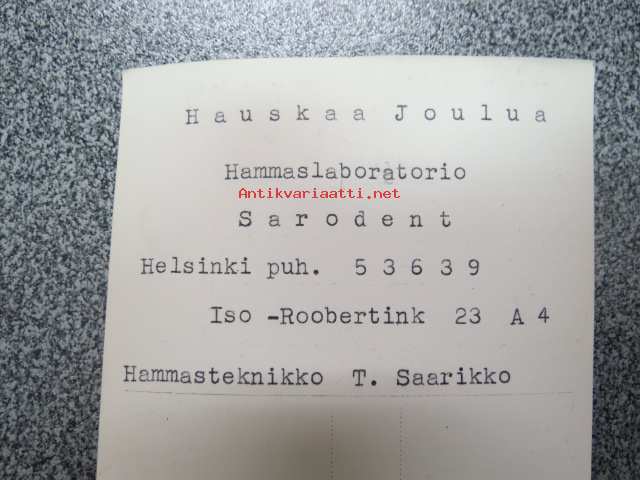 Hauskaa Joulua
Hammaslaboratorio
Antikvariaatti.net
Sarodent
Helsinki puh. 53639
Iso -Roobertink 23 A 4
Hammasteknikko T. Saarikko